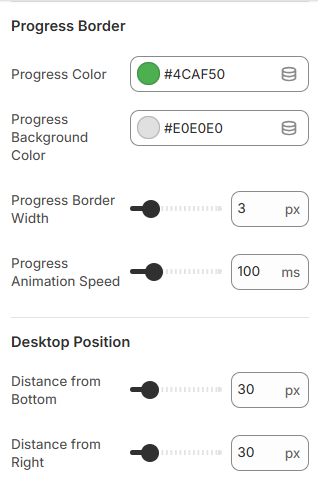 Progress Border
Progress Color
#4CAF50
Progress
Background
Color
#E0E0E0
Progress Border
Width
3 px
Progress
Animation Speed
100 ms
Desktop Position
Distance from
Bottom
30 px
Distance from
Right
30 px